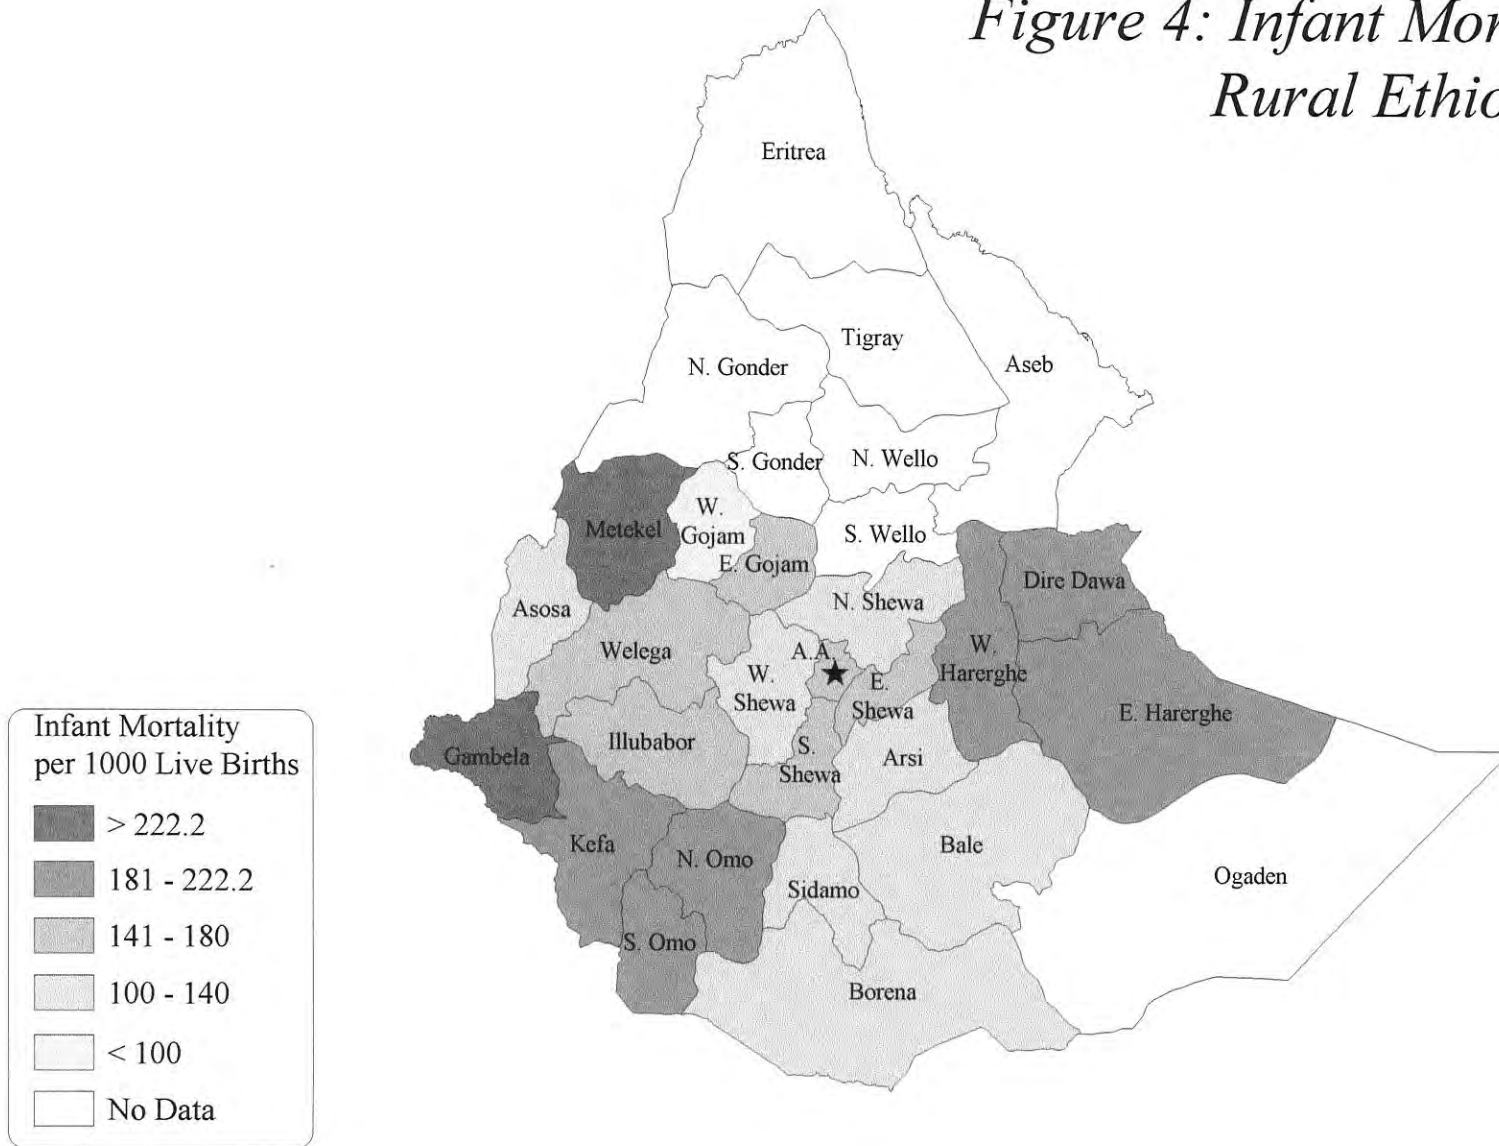 Figure 4: Infant Mor
Rural Ethio
Eritrea
Tigray
N. Gonder
Aseb
S. Gonder
N. Wello
W.
Gojam
Metekel
S. Wello
E. Gojam
Dire Dawa
Asosa
N. Shewa
Welega
A.A.
W.
Harerghe
W.
Shewa
E.
Shewa
E. Harerghe
Illubabor
S.
Shewa
Arsi
Gambela
Kefa
N. Omo
Bale
Sidamo
Ogaden
S. Omo
Borena
Infant Mortality
per 1000 Live Births
> 222.2
181 - 222.2
141 - 180
100 - 140
< 100
No Data